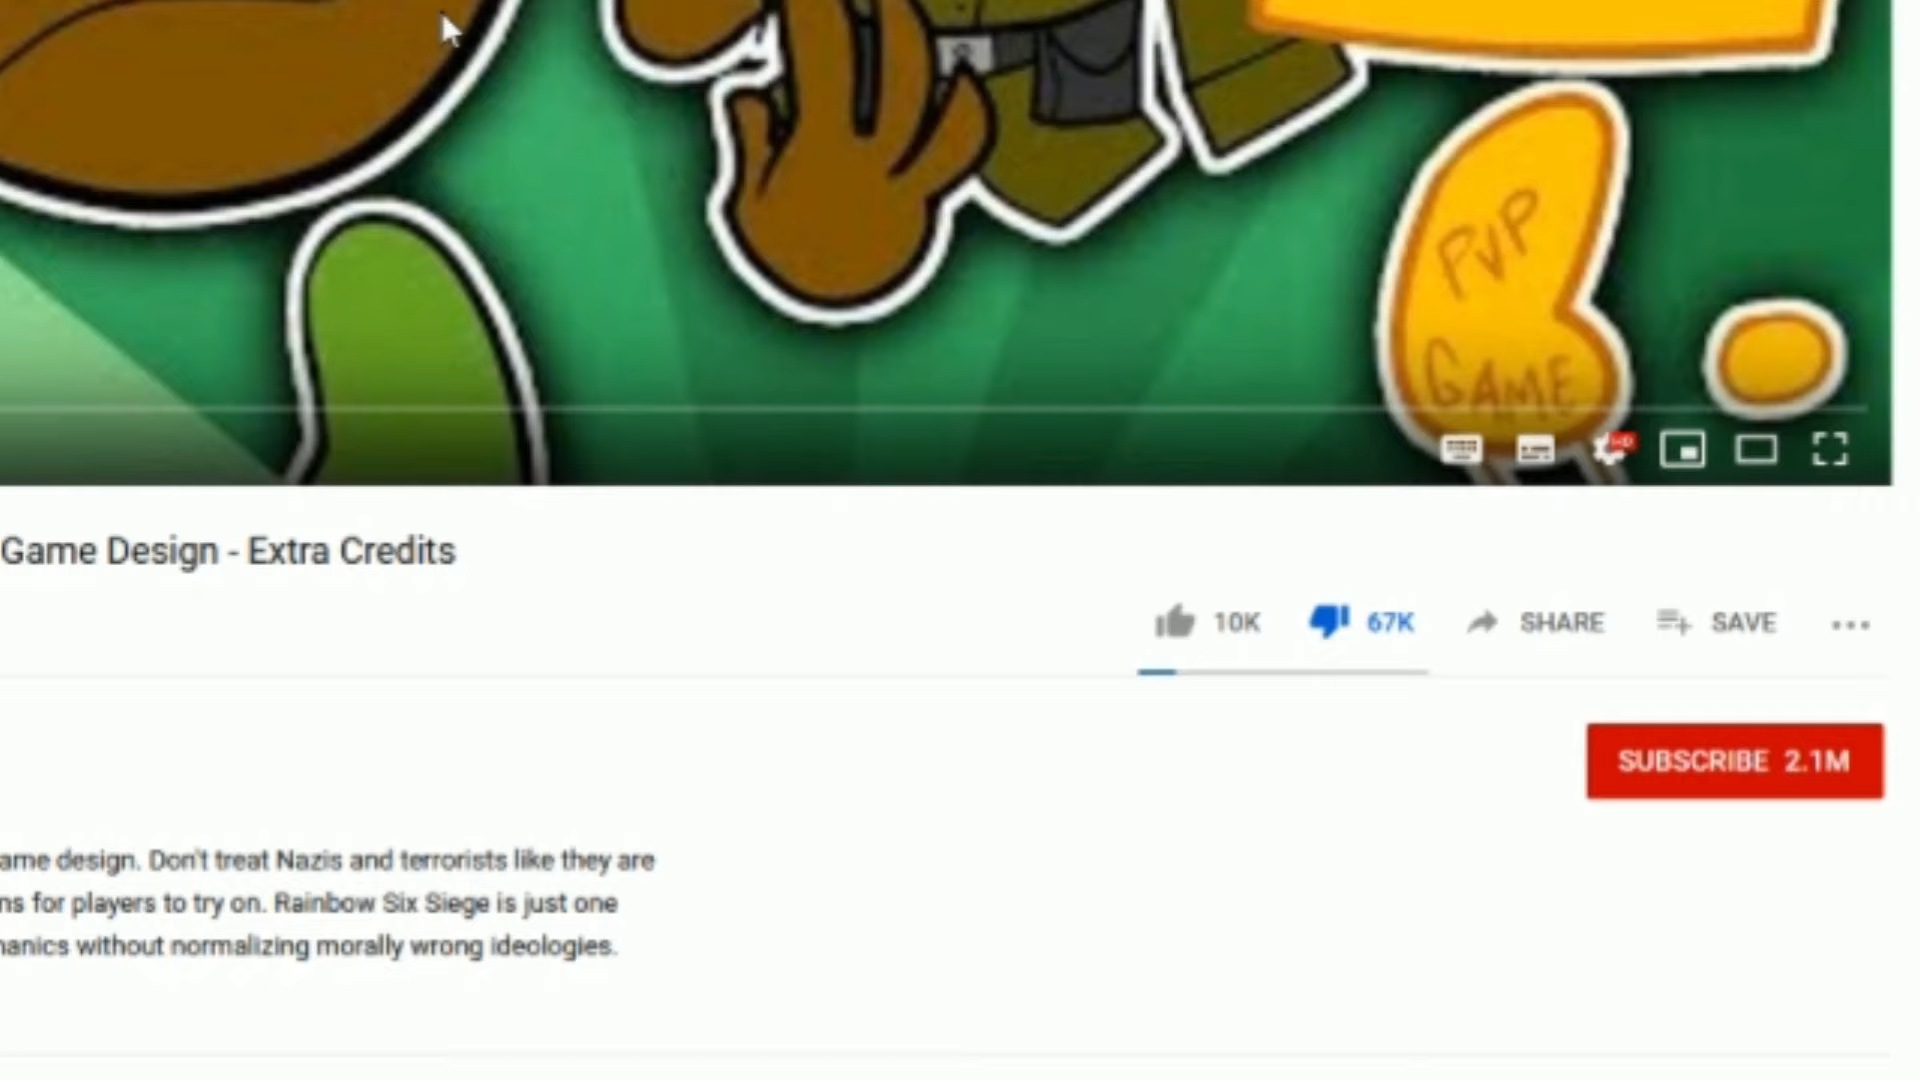 PVP
GAME
HD
Game Design - Extra Credits
10K 67K SHARE SAVE
SUBSCRIBE 2.1M
ame design. Don't treat Nazis and terrorists like they are
ns for players to try on. Rainbow Six Siege is just one
hanics without normalizing morally wrong ideologies.